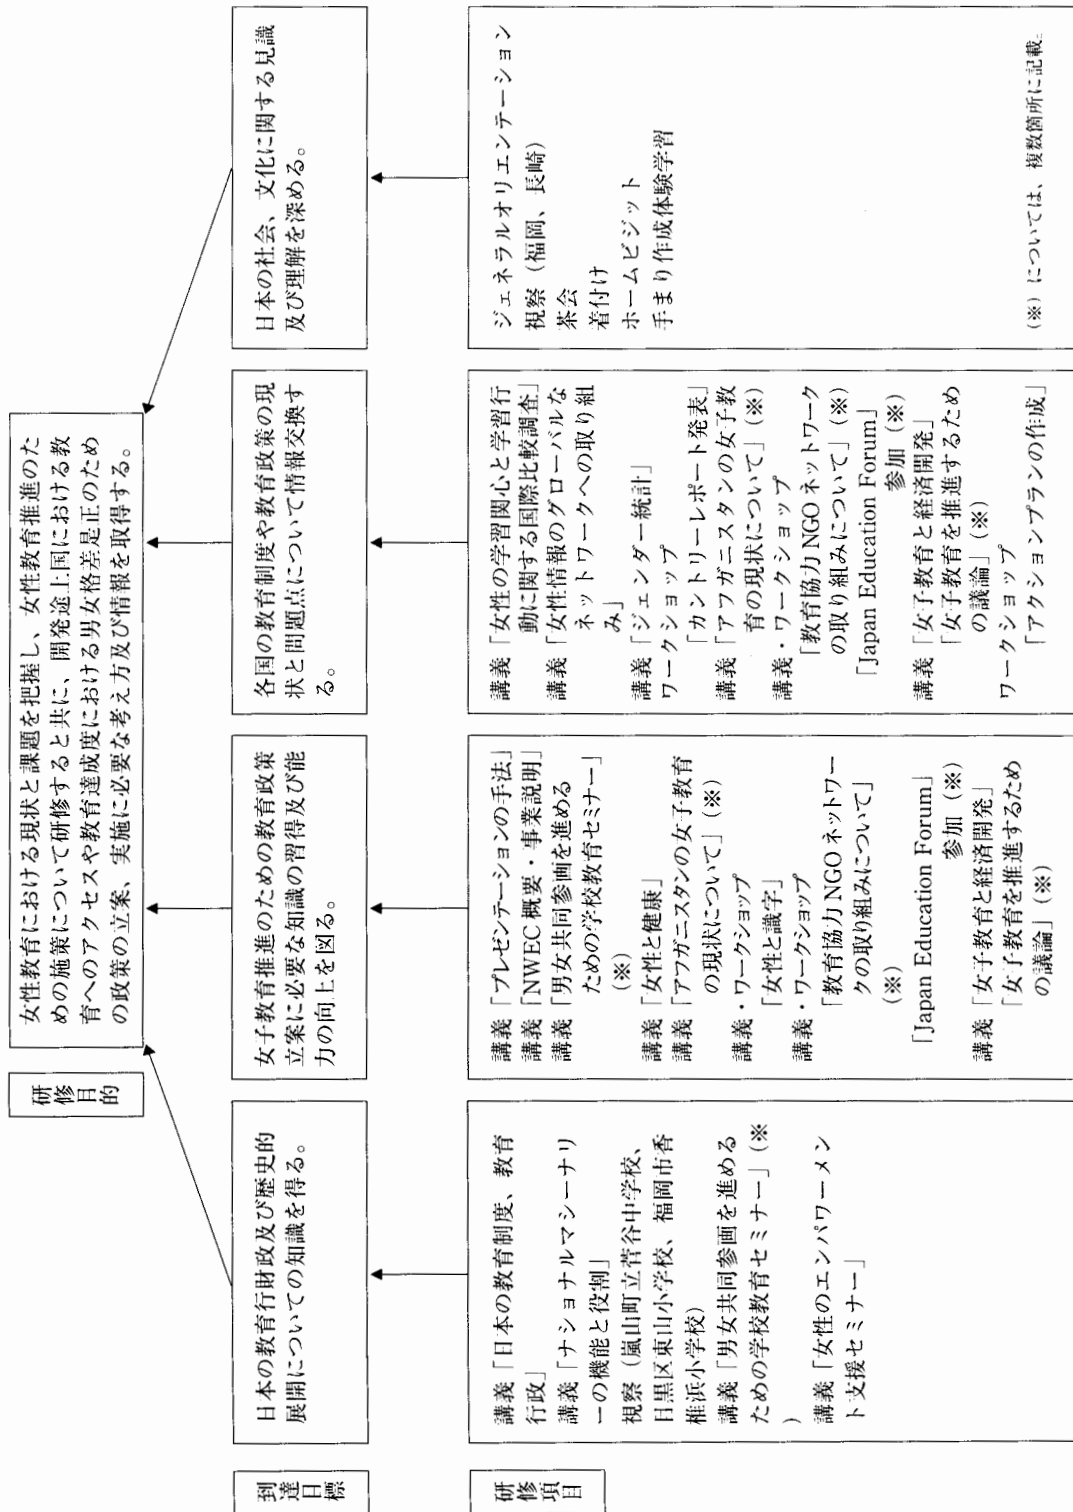 研修目的
女性教育における現状と課題を把握し、女性教育推進のた
めの施策について研修すると共に、開発途上国における教
育へのアクセスや教育達成度における男女格差是正のため
の政策の立案、実施に必要な考え方及び情報を取得する。
到達目標
日本の教育行財政及び歴史的
展開についての知識を得る。
女子教育推進のための教育政策
立案に必要な知識の習得及び能
力の向上を図る。
各国の教育制度や教育政策の現
状と問題点について情報交換す
る。
日本の社会、文化に関する見識
及び理解を深める。
研修項目
講義「日本の教育制度、教育
行政」
講義「ナショナルマシーナリ
ーの機能と役割」
視察（嵐山町立菅谷中学校、
目黒区東山小学校、福岡市香
椎浜小学校）
講義「男女共同参画を進める
ための学校教育セミナー」（※
）
講義「女性のエンパワーメン
ト支援セミナー」
講義「プレゼンテーションの手法」
講義「NWEC概要・事業説明」
講義「男女共同参画を進める
ための学校教育セミナー」
（※）
講義「女性と健康」
講義「アフガニスタンの女子教育
の現状について」（※）
講義・ワークショップ
「女性と識字」
講義・ワークショップ
「教育協力NGOネットワー
クの取り組みについて」
（※）
「Japan Education Forum」
参加（※）
講義「女子教育と経済開発」
「女子教育を推進するため
の議論」（※）
講義「女性の学習関心と学習行
動に関する国際比較調査」
講義「女性情報のグローバルな
ネットワークへの取り組
み」
講義「ジェンダー統計」
ワークショップ
「カントリーレポート発表」
講義「アフガニスタンの女子教
育の現状について」（※）
講義・ワークショップ
「教育協力NGOネットワーク
の取り組みについて」（※）
「Japan Education Forum」
参加（※）
講義「女子教育と経済開発」
「女子教育を推進するため
の議論」（※）
ワークショップ
「アクションプランの作成」
ジェネラルオリエンテーション
視察（福岡、長崎）
茶会
着付け
ホームビジット
手まり作成体験学習
（※）については、複数箇所に記載。